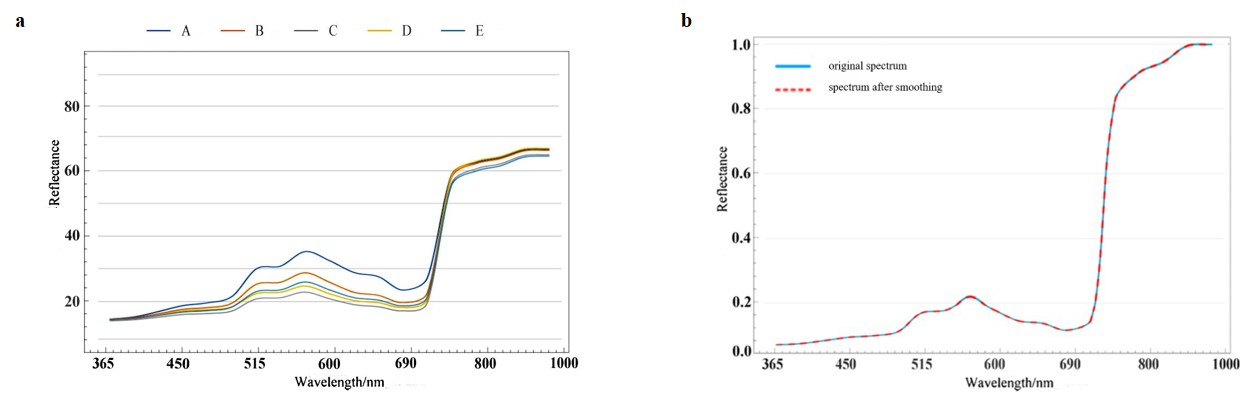 a
A B C D E
80
60
40
20
Reflectance
365 450 515 600 690 800 1000
Wavelength/nm
b
original spectrum
spectrum after smoothing
1.0
0.8
0.6
0.4
0.2
0.0
Reflectance
365 450 515 600 690 800 1000
Wavelength/nm